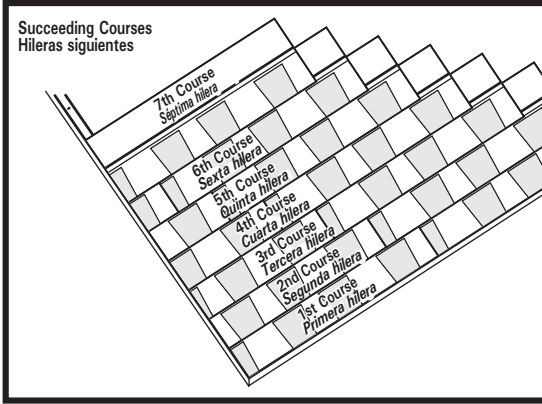 Succeeding Courses
Hileras siguientes
7th Course
Séptima hilera
6th Course
Sexta hilera
5th Course
Quinta hilera
4th Course
Cuarta hilera
3rd Course
Tercera hilera
2nd Course
Segunda hilera
1st Course
Primera hilera